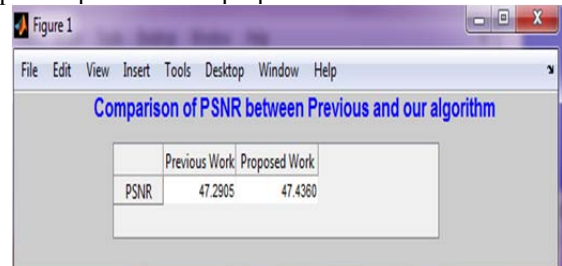 Figure 1
File Edit View Insert Tools Desktop Window Help
Comparison of PSNR between Previous and our algorithm
Previous Work Proposed Work
PSNR 47.2905 47.4360